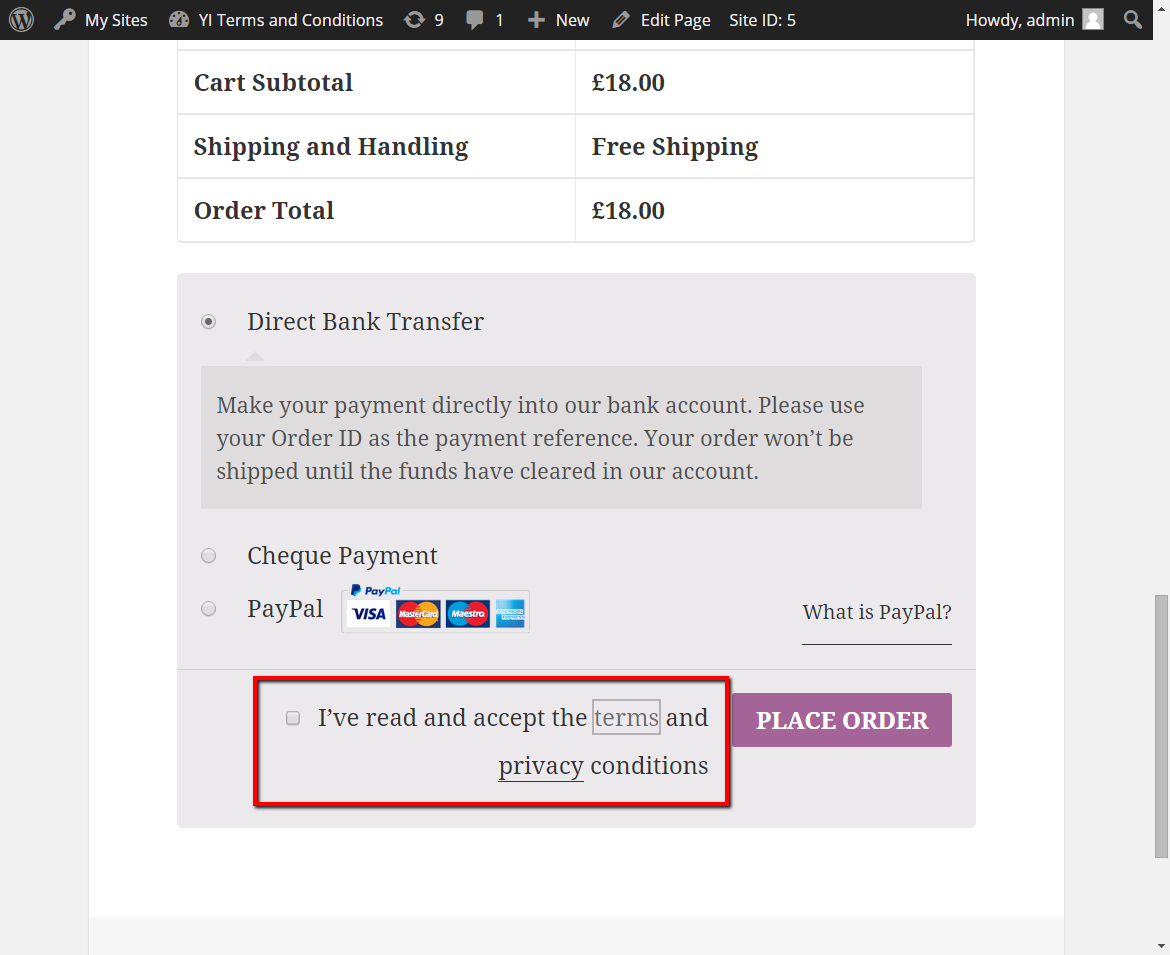 My Sites YI Terms and Conditions 9 1 New Edit Page Site ID: 5 Howdy, admin
Cart Subtotal £18.00
Shipping and Handling Free Shipping
Order Total £18.00
Direct Bank Transfer
Make your payment directly into our bank account. Please use
your Order ID as the payment reference. Your order won’t be
shipped until the funds have cleared in our account.
Cheque Payment
PayPal PayPal What is PayPal?
VISA MasterCard Maestro AMERICAN EXPRESS
I’ve read and accept the terms and PLACE ORDER
privacy conditions